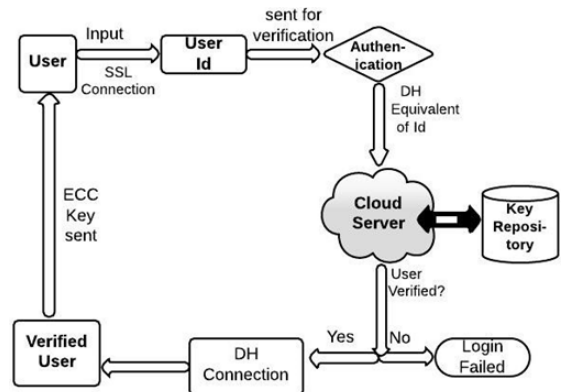 User
Input
SSL
Connection
User
Id
sent for
verification
Authen-
ication
DH
Equivalent
of Id
Cloud
Server
Key
Reposi-
tory
User
Verified?
Yes
No
Login
Failed
DH
Connection
Verified
User
ECC
Key
sent